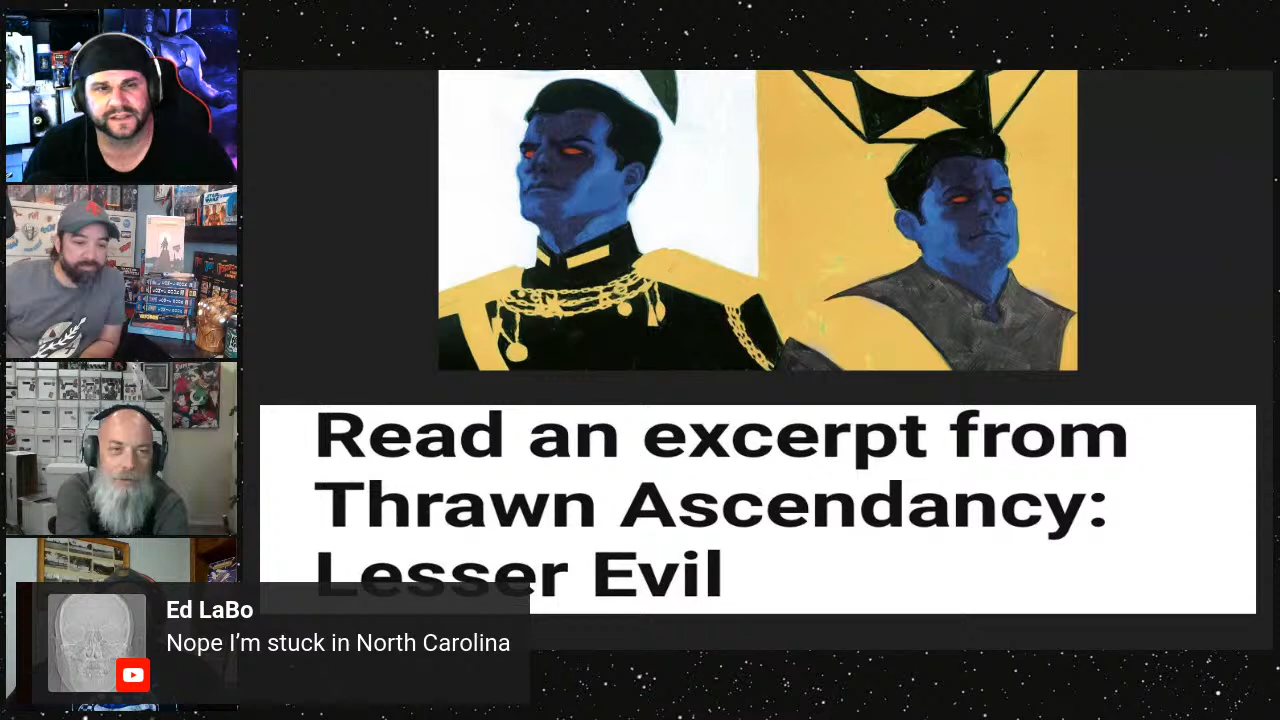 Read an excerpt from
Thrawn Ascendancy:
Lesser Evil
Ed LaBo
Nope I’m stuck in North Carolina